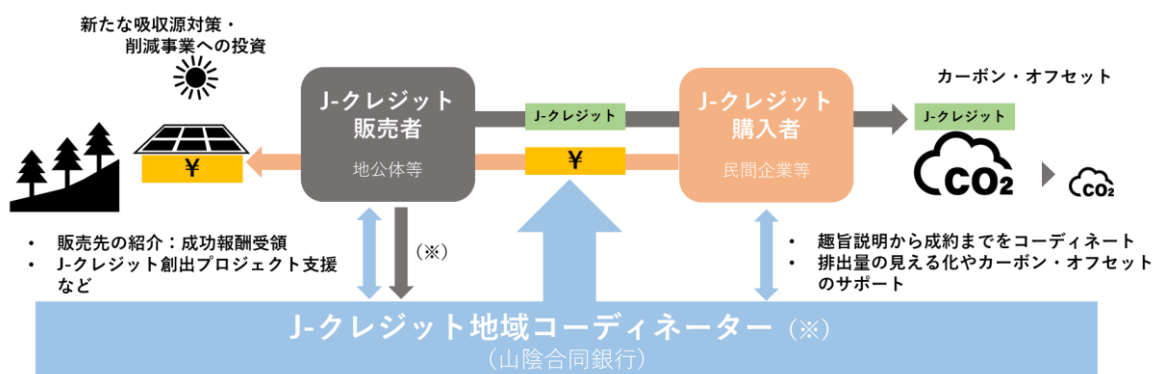 新たな吸収源対策・
削減事業への投資
¥
J-クレジット
販売者
地公体等
J-クレジット
¥
J-クレジット
購入者
民間企業等
カーボン・オフセット
J-クレジット
CO₂
CO₂
• 販売先の紹介：成功報酬受領
• J-クレジット創出プロジェクト支援
など
（※）
• 趣旨説明から成約までをコーディネート
• 排出量の見える化やカーボン・オフセット
のサポート
J-クレジット地域コーディネーター（※）
（山陰合同銀行）